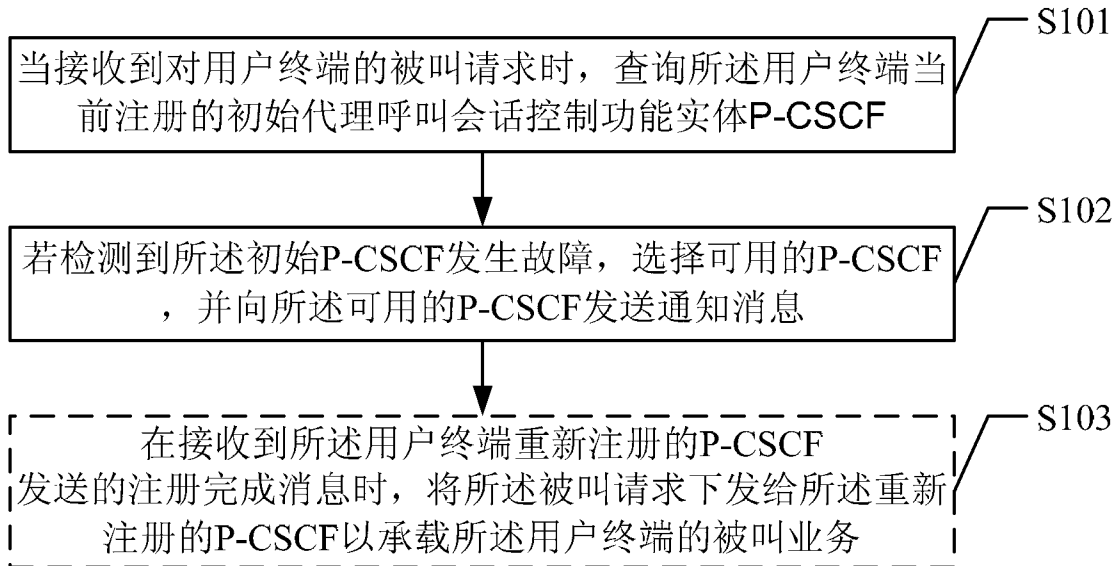 S101
当接收到对用户终端的被叫请求时，查询所述用户终端当
前注册的初始代理呼叫会话控制功能实体P-CSCF
S102
若检测到所述初始P-CSCF发生故障，选择可用的P-CSCF
，并向所述可用的P-CSCF发送通知消息
S103
在接收到所述用户终端重新注册的P-CSCF
发送的注册完成消息时，将所述被叫请求下发给所述重新
注册的P-CSCF以承载所述用户终端的被叫业务